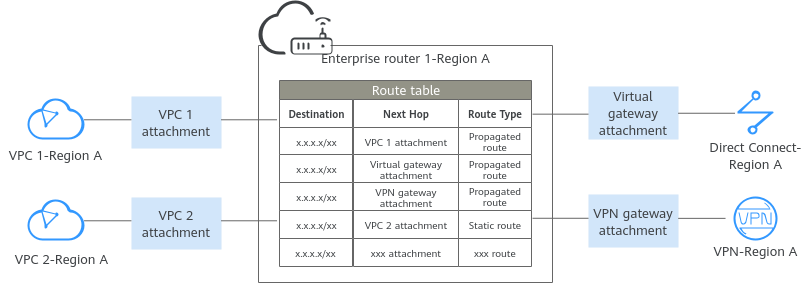 Enterprise router 1-Region A
VPC 1
attachment
VPC 1-Region A
VPC 2
attachment
VPC 2-Region A
Route table
Destination Next Hop Route Type
x.x.x.x/xx VPC 1 attachment Propagated
route
x.x.x.x/xx Virtual gateway
attachment Propagated
route
x.x.x.x/xx VPN gateway
attachment Propagated
route
x.x.x.x/xx VPC 2 attachment Static route
x.x.x.x/xx xxx attachment xxx route
Virtual
gateway
attachment
Direct Connect-
Region A
VPN gateway
attachment
VPN
VPN-Region A